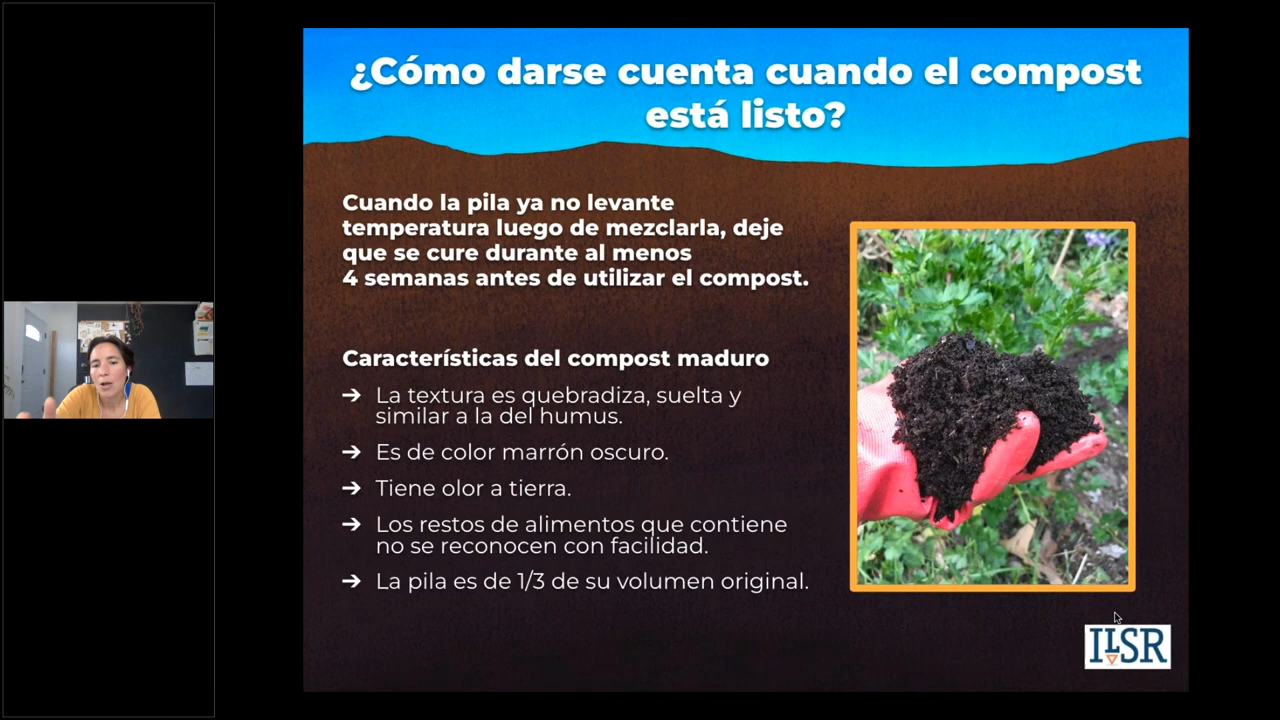 ¿Cómo darse cuenta cuando el compost
está listo?
Cuando la pila ya no levante
temperatura luego de mezclarla, deje
que se cure durante al menos
4 semanas antes de utilizar el compost.
Características del compost maduro
➔ La textura es quebradiza, suelta y
similar a la del humus.
➔ Es de color marrón oscuro.
➔ Tiene olor a tierra.
➔ Los restos de alimentos que contiene
no se reconocen con facilidad.
➔ La pila es de 1/3 de su volumen original.
ILSR